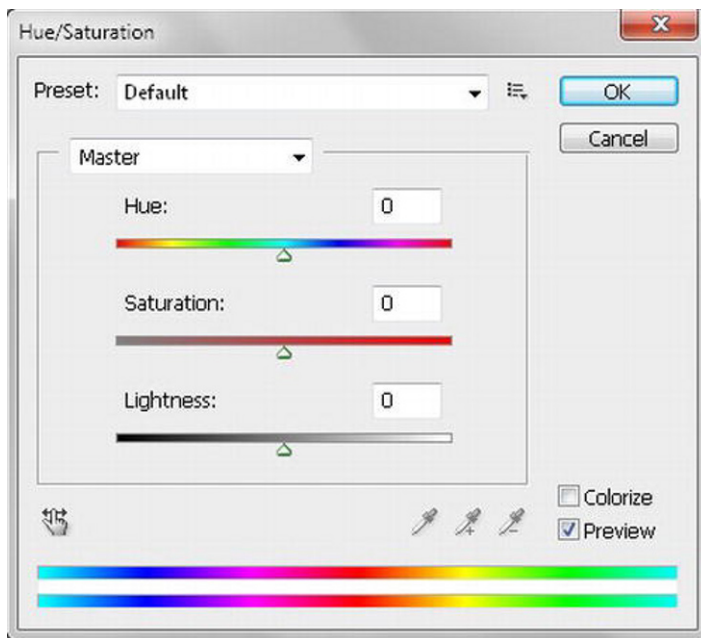 Hue/Saturation
Preset: Default
OK
Cancel
Master
Hue: 0
Saturation: 0
Lightness: 0
Colorize
Preview